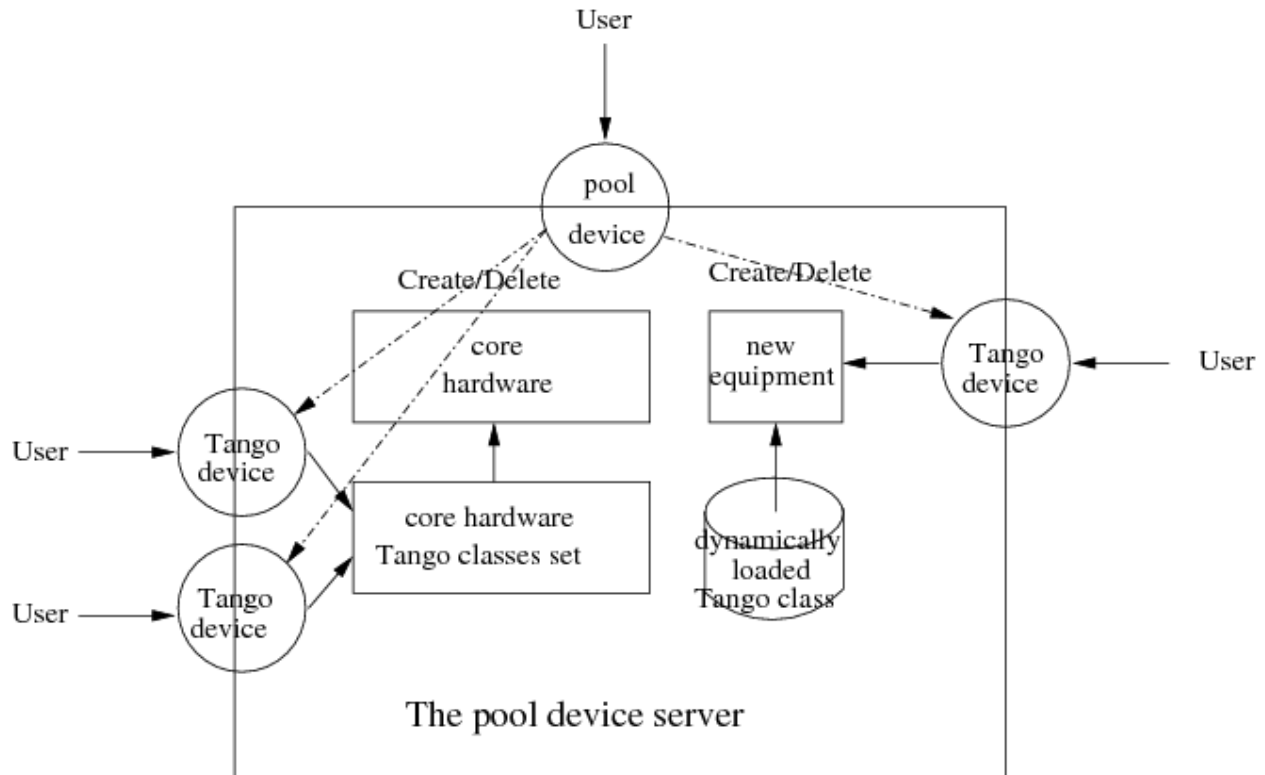 User
pool
device
Create/Delete
Create/Delete
core
hardware
new
equipment
Tango
device
User
User
Tango
device
core hardware
Tango classes set
dynamically
loaded
Tango class
User
Tango
device
The pool device server